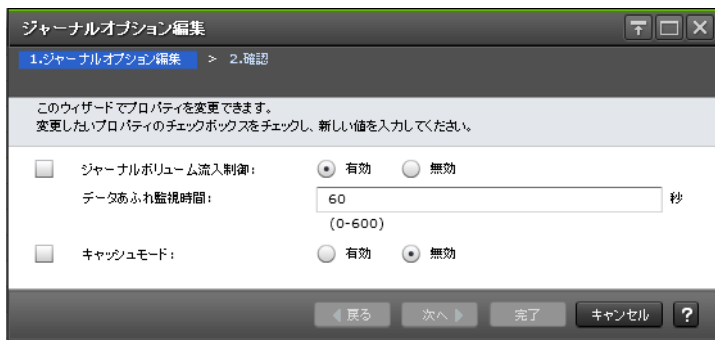 ジャーナルオプション編集
1.ジャーナルオプション編集 > 2.確認
このウィザードでプロパティを変更できます。
変更したいプロパティのチェックボックスをチェックし、新しい値を入力してください。
ジャーナルボリューム流入制御: 有効 無効
データあふれ監視時間: 60 秒
(0-600)
キャッシュモード: 有効 無効
戻る 次へ 完了 キャンセル ?